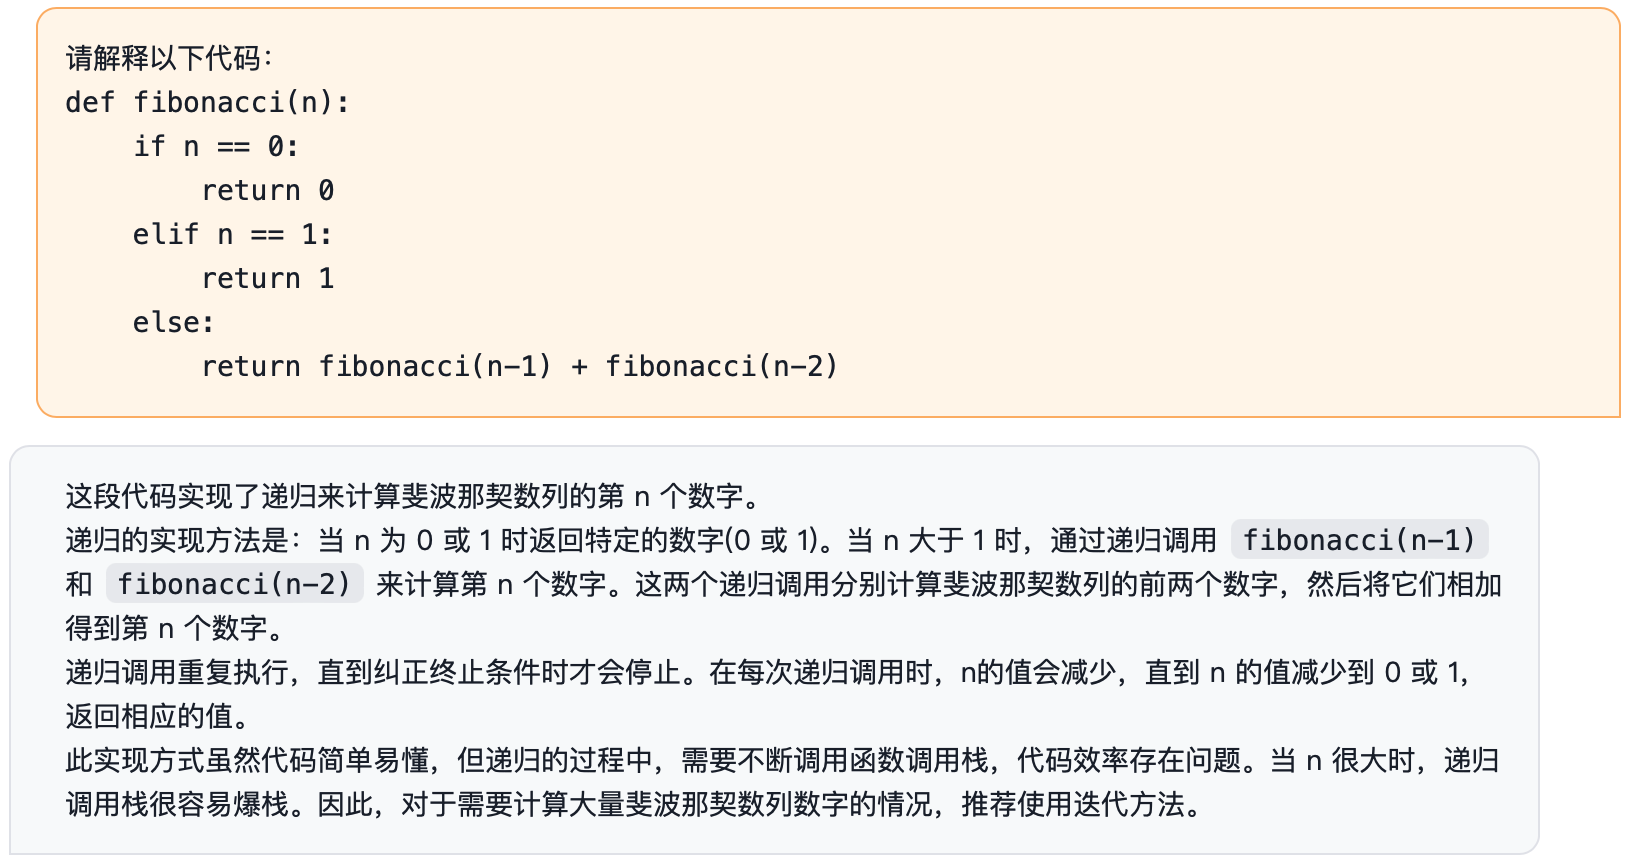 请解释以下代码：
def fibonacci(n):
    if n == 0:
        return 0
    elif n == 1:
        return 1
    else:
        return fibonacci(n-1) + fibonacci(n-2)
这段代码实现了递归来计算斐波那契数列的第 n 个数字。
递归的实现方法是：当 n 为 0 或 1 时返回特定的数字(0 或 1)。当 n 大于 1 时，通过递归调用 fibonacci(n-1)
和 fibonacci(n-2) 来计算第 n 个数字。这两个递归调用分别计算斐波那契数列的前两个数字，然后将它们相加
得到第 n 个数字。
递归调用重复执行，直到纠正终止条件时才会停止。在每次递归调用时，n的值会减少，直到 n 的值减少到 0 或 1，
返回相应的值。
此实现方式虽然代码简单易懂，但递归的过程中，需要不断调用函数调用栈，代码效率存在问题。当 n 很大时，递归
调用栈很容易爆栈。因此，对于需要计算大量斐波那契数列数字的情况，推荐使用迭代方法。